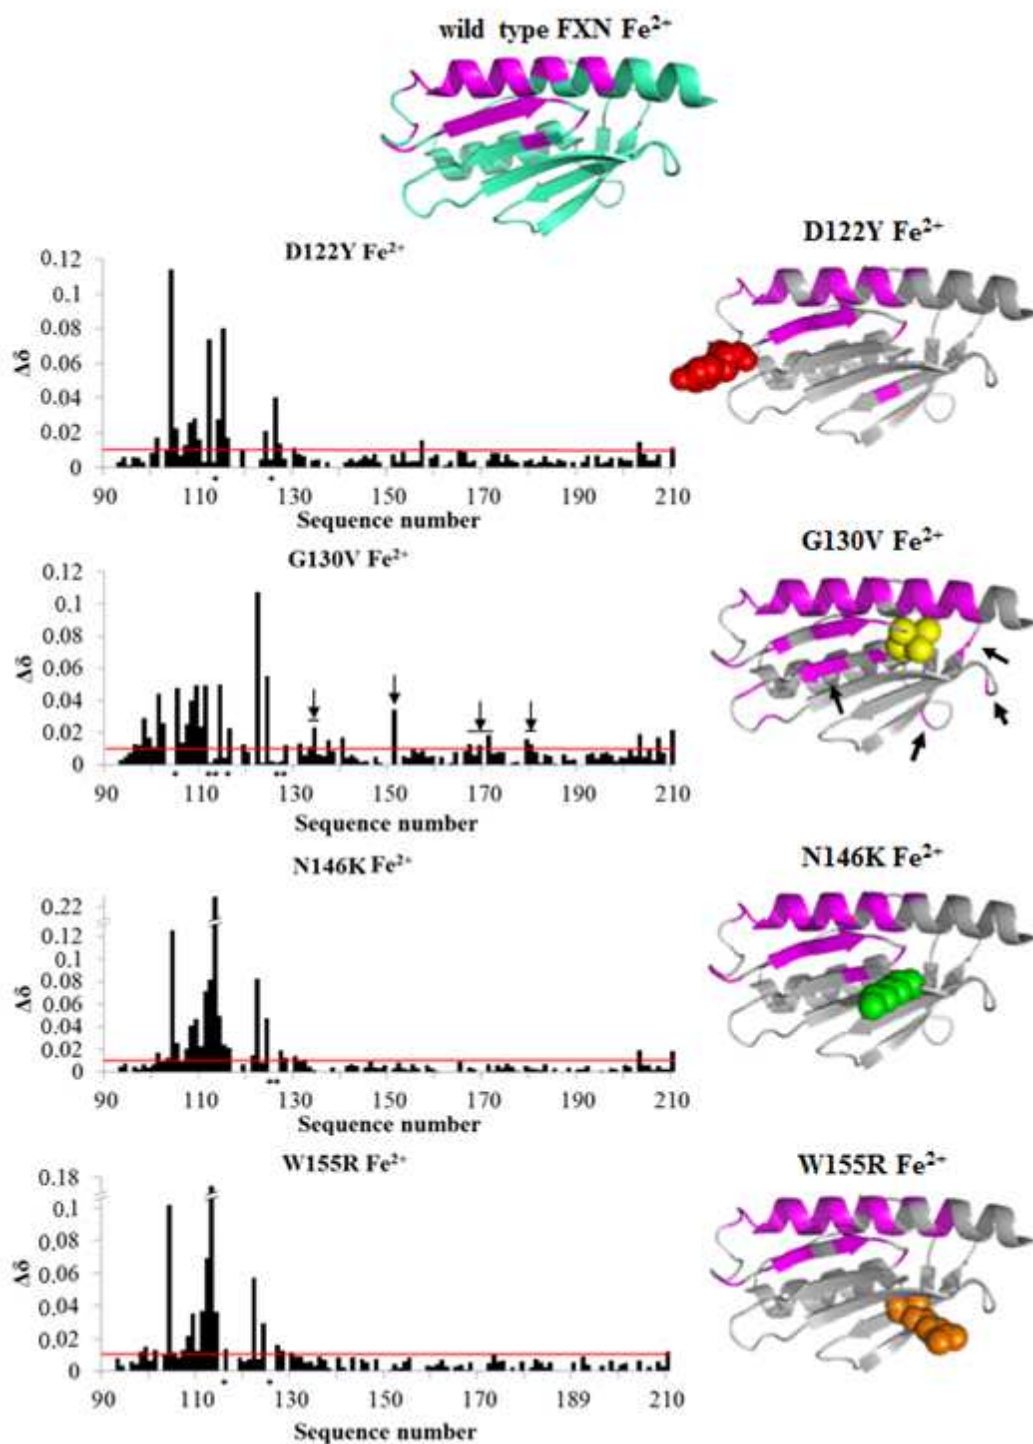 wild type FXN Fe²⁺
D122Y Fe²⁺
0.12
0.1
0.08
0.06
0.04
0.02
0
Δδ
90 110 130 150 170 190 210
* *
Sequence number
D122Y Fe²⁺
G130V Fe²⁺
0.12
0.1
0.08
0.06
0.04
0.02
0
Δδ
* ** * **
90 110 130 150 170 190 210
Sequence number
G130V Fe²⁺
N146K Fe²⁺
0.22
0.12
0.1
0.08
0.06
0.04
0.02
0
Δδ
**
90 110 130 150 170 190 210
Sequence number
N146K Fe²⁺
W155R Fe²⁺
0.18
0.1
0.08
0.06
0.04
0.02
0
Δδ
* *
90 110 130 150 170 189 210
Sequence number
W155R Fe²⁺